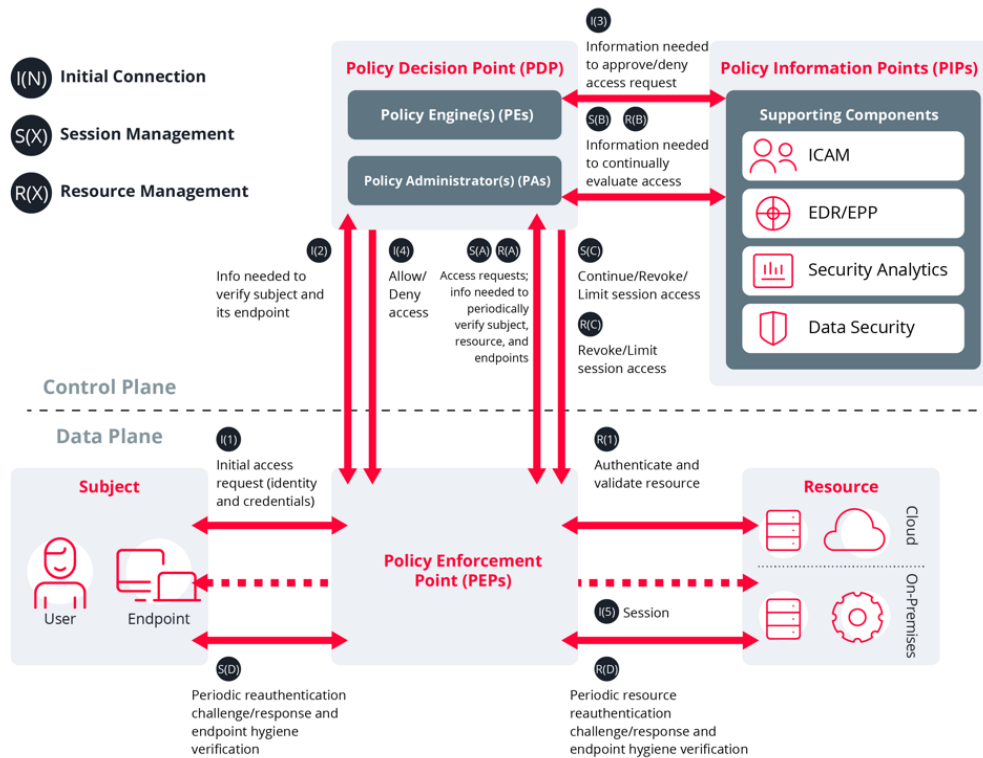 I(N) Initial Connection
S(X) Session Management
R(X) Resource Management
Policy Decision Point (PDP)
Policy Engine(s) (PEs)
Policy Administrator(s) (PAs)
I(3)
Information needed
to approve/deny
access request
S(B) R(B)
Information needed
to continually
evaluate access
Policy Information Points (PIPs)
Supporting Components
ICAM
EDR/EPP
Security Analytics
Data Security
I(2)
Info needed to
verify subject and
its endpoint
I(4)
Allow/
Deny
access
S(A) R(A)
Access requests;
info needed to
periodically
verify subject,
resource, and
endpoints
S(C)
Continue/Revoke/
Limit session access
R(C)
Revoke/Limit
session access
Control Plane
Data Plane
Subject
User
Endpoint
I(1)
Initial access
request (identity
and credentials)
S(D)
Periodic reauthentication
challenge/response and
endpoint hygiene
verification
Policy Enforcement
Point (PEPs)
R(1)
Authenticate and
validate resource
I(5) Session
R(D)
Periodic resource
reauthentication
challenge/response and
endpoint hygiene verification
Resource
Cloud
On-Premises